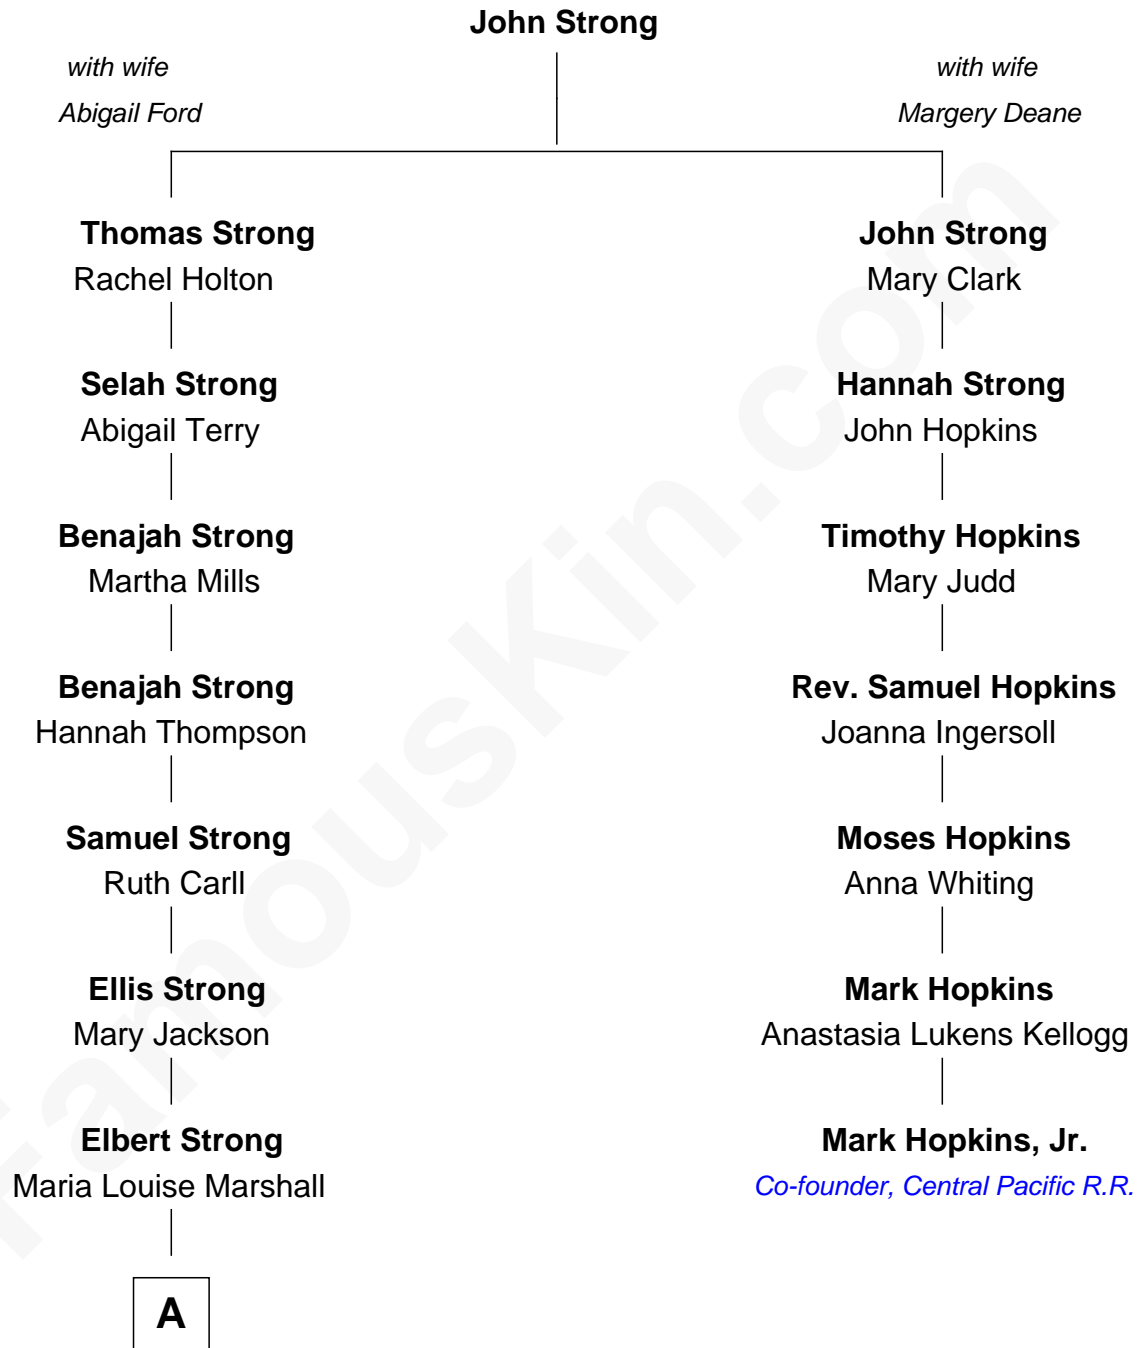 John Strong
with wife
Abigail Ford
with wife
Margery Deane
Thomas Strong
Rachel Holton
John Strong
Mary Clark
Selah Strong
Abigail Terry
Hannah Strong
John Hopkins
Benajah Strong
Martha Mills
Timothy Hopkins
Mary Judd
Benajah Strong
Hannah Thompson
Rev. Samuel Hopkins
Joanna Ingersoll
Samuel Strong
Ruth Carll
Moses Hopkins
Anna Whiting
Ellis Strong
Mary Jackson
Mark Hopkins
Anastasia Lukens Kellogg
Elbert Strong
Maria Louise Marshall
Mark Hopkins, Jr.
Co-founder, Central Pacific R.R.
A
FamousKin.com